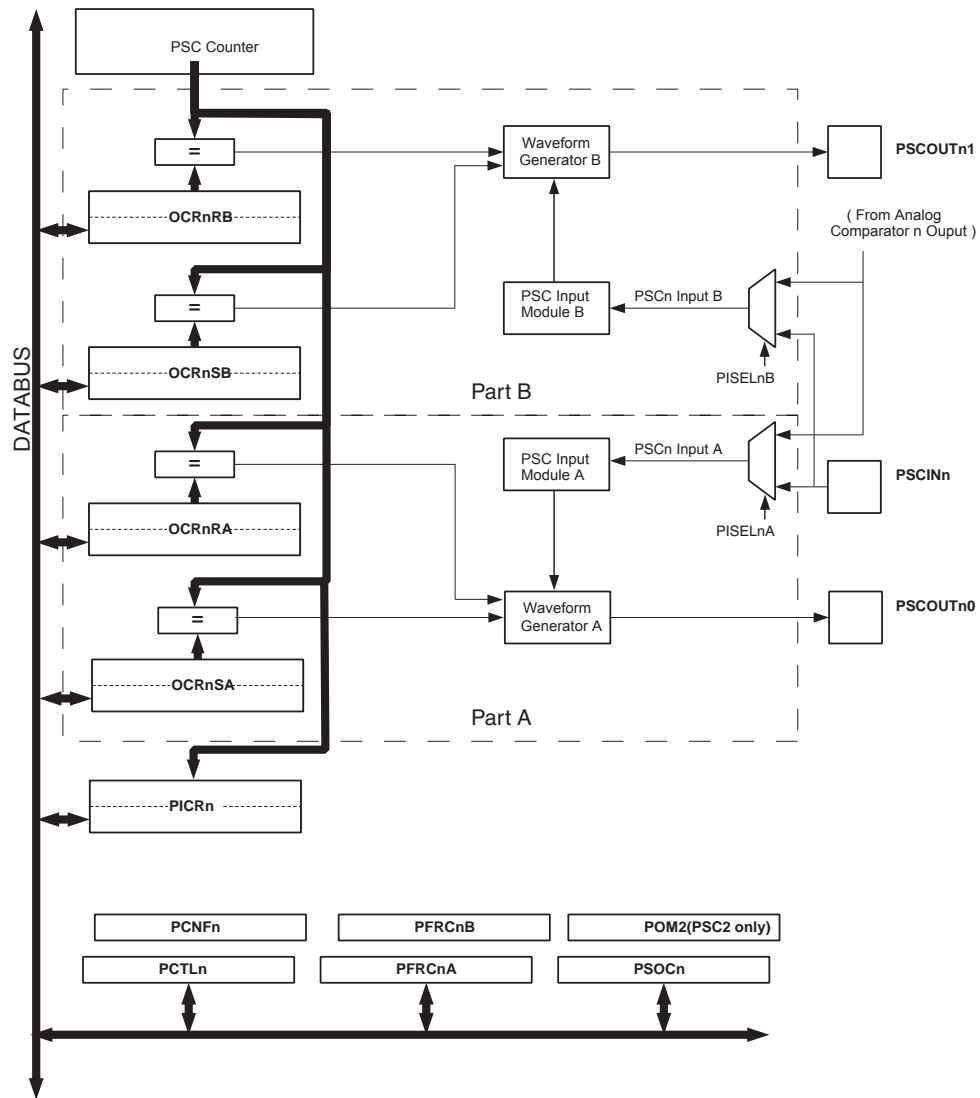 PSC Counter
=
OCRnRB
=
OCRnSB
Waveform
Generator B
PSCOUTn1
( From Analog
Comparator n Ouput )
PSC Input
Module B
PSCn Input B
PISELnB
Part B
DATABUS
=
OCRnRA
=
OCRnSA
PSC Input
Module A
PSCn Input A
PISELnA
PSCINn
Waveform
Generator A
PSCOUTn0
Part A
PICRn
PCNFn
PFRCnB
POM2(PSC2 only)
PCTLn
PFRCnA
PSOCn